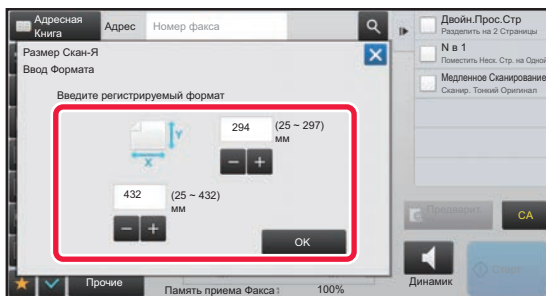 Адресная
Книга
Адрес
Номер факса
Размер Скан-Я
Ввод Формата
Введите регистрируемый формат
Y
X
294
(25 ~ 297)
мм
432
(25 ~ 432)
мм
OK
Прочие
Память приема Факса:
100%
Двойн.Прос.Стр
Разделить на 2 Страницы
N в 1
Поместить Неск. Стр. на Одной
Медленное Сканирование
Сканир. Тонкий Оригинал
Предварит.
CA
Динамик
Старт